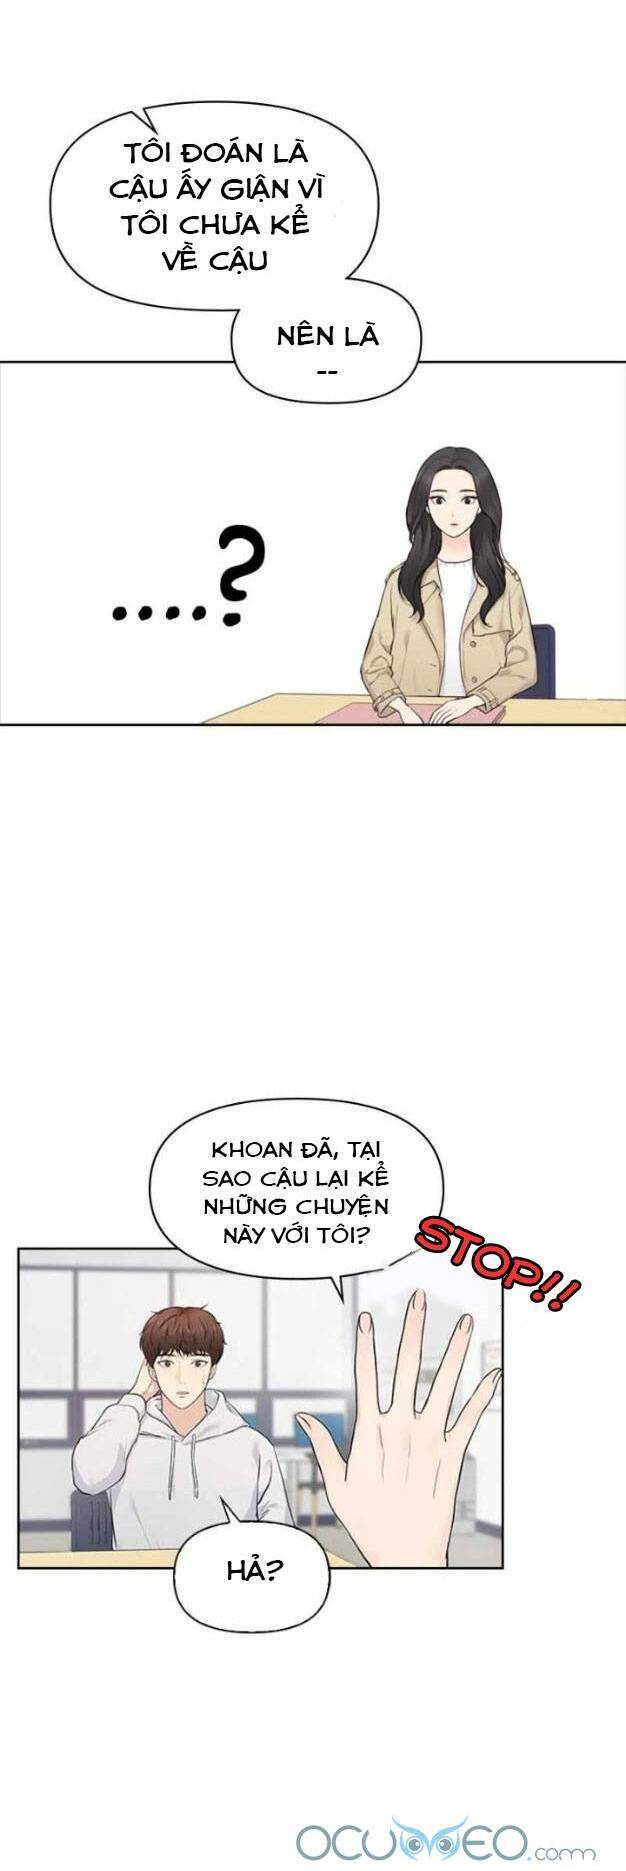 TÔI ĐOÁN LÀ
CẬU ẤY GIẬN VÌ
TÔI CHƯA KỂ
VỀ CẬU
NÊN LÀ
--
....?
KHOAN ĐÃ, TẠI
SAO CẬU LẠI KỂ
NHỮNG CHUYỆN
NÀY VỚI TÔI?
STOP!!
HẢ?
OCUMEO.comm